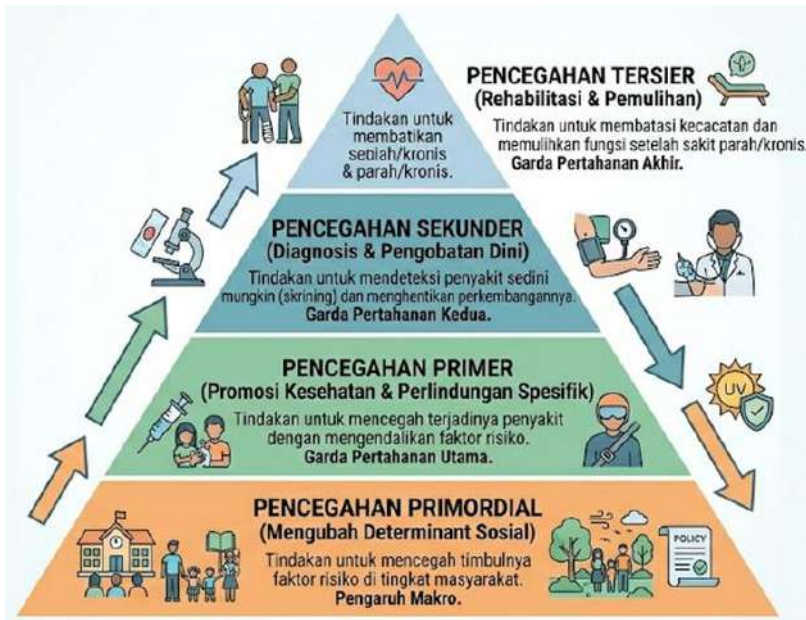 PENCEGAHAN TERSIER
(Rehabilitasi & Pemulihan)
Tindakan untuk membatasi kecacatan dan
memulihkan fungsi setelah sakit parah/kronis.
Garda Pertahanan Akhir.
Tindakan untuk
membatikan
sebiah/kronis
& parah/kronis.
PENCEGAHAN SEKUNDER
(Diagnosis & Pengobatan Dini)
Tindakan untuk mendeteksi penyakit sedini
mungkin (skrining) dan menghentikan perkembangannya.
Garda Pertahanan Kedua.
PENCEGAHAN PRIMER
(Promosi Kesehatan & Perlindungan Spesifik)
Tindakan untuk mencegah terjadinya penyakit
dengan mengendalikan faktor risiko.
Garda Pertahanan Utama.
UV
PENCEGAHAN PRIMORDIAL
(Mengubah Determinant Sosial)
Tindakan untuk mencegah timbulnya
faktor risiko di tingkat masyarakat.
Pengaruh Makro.
POLICY